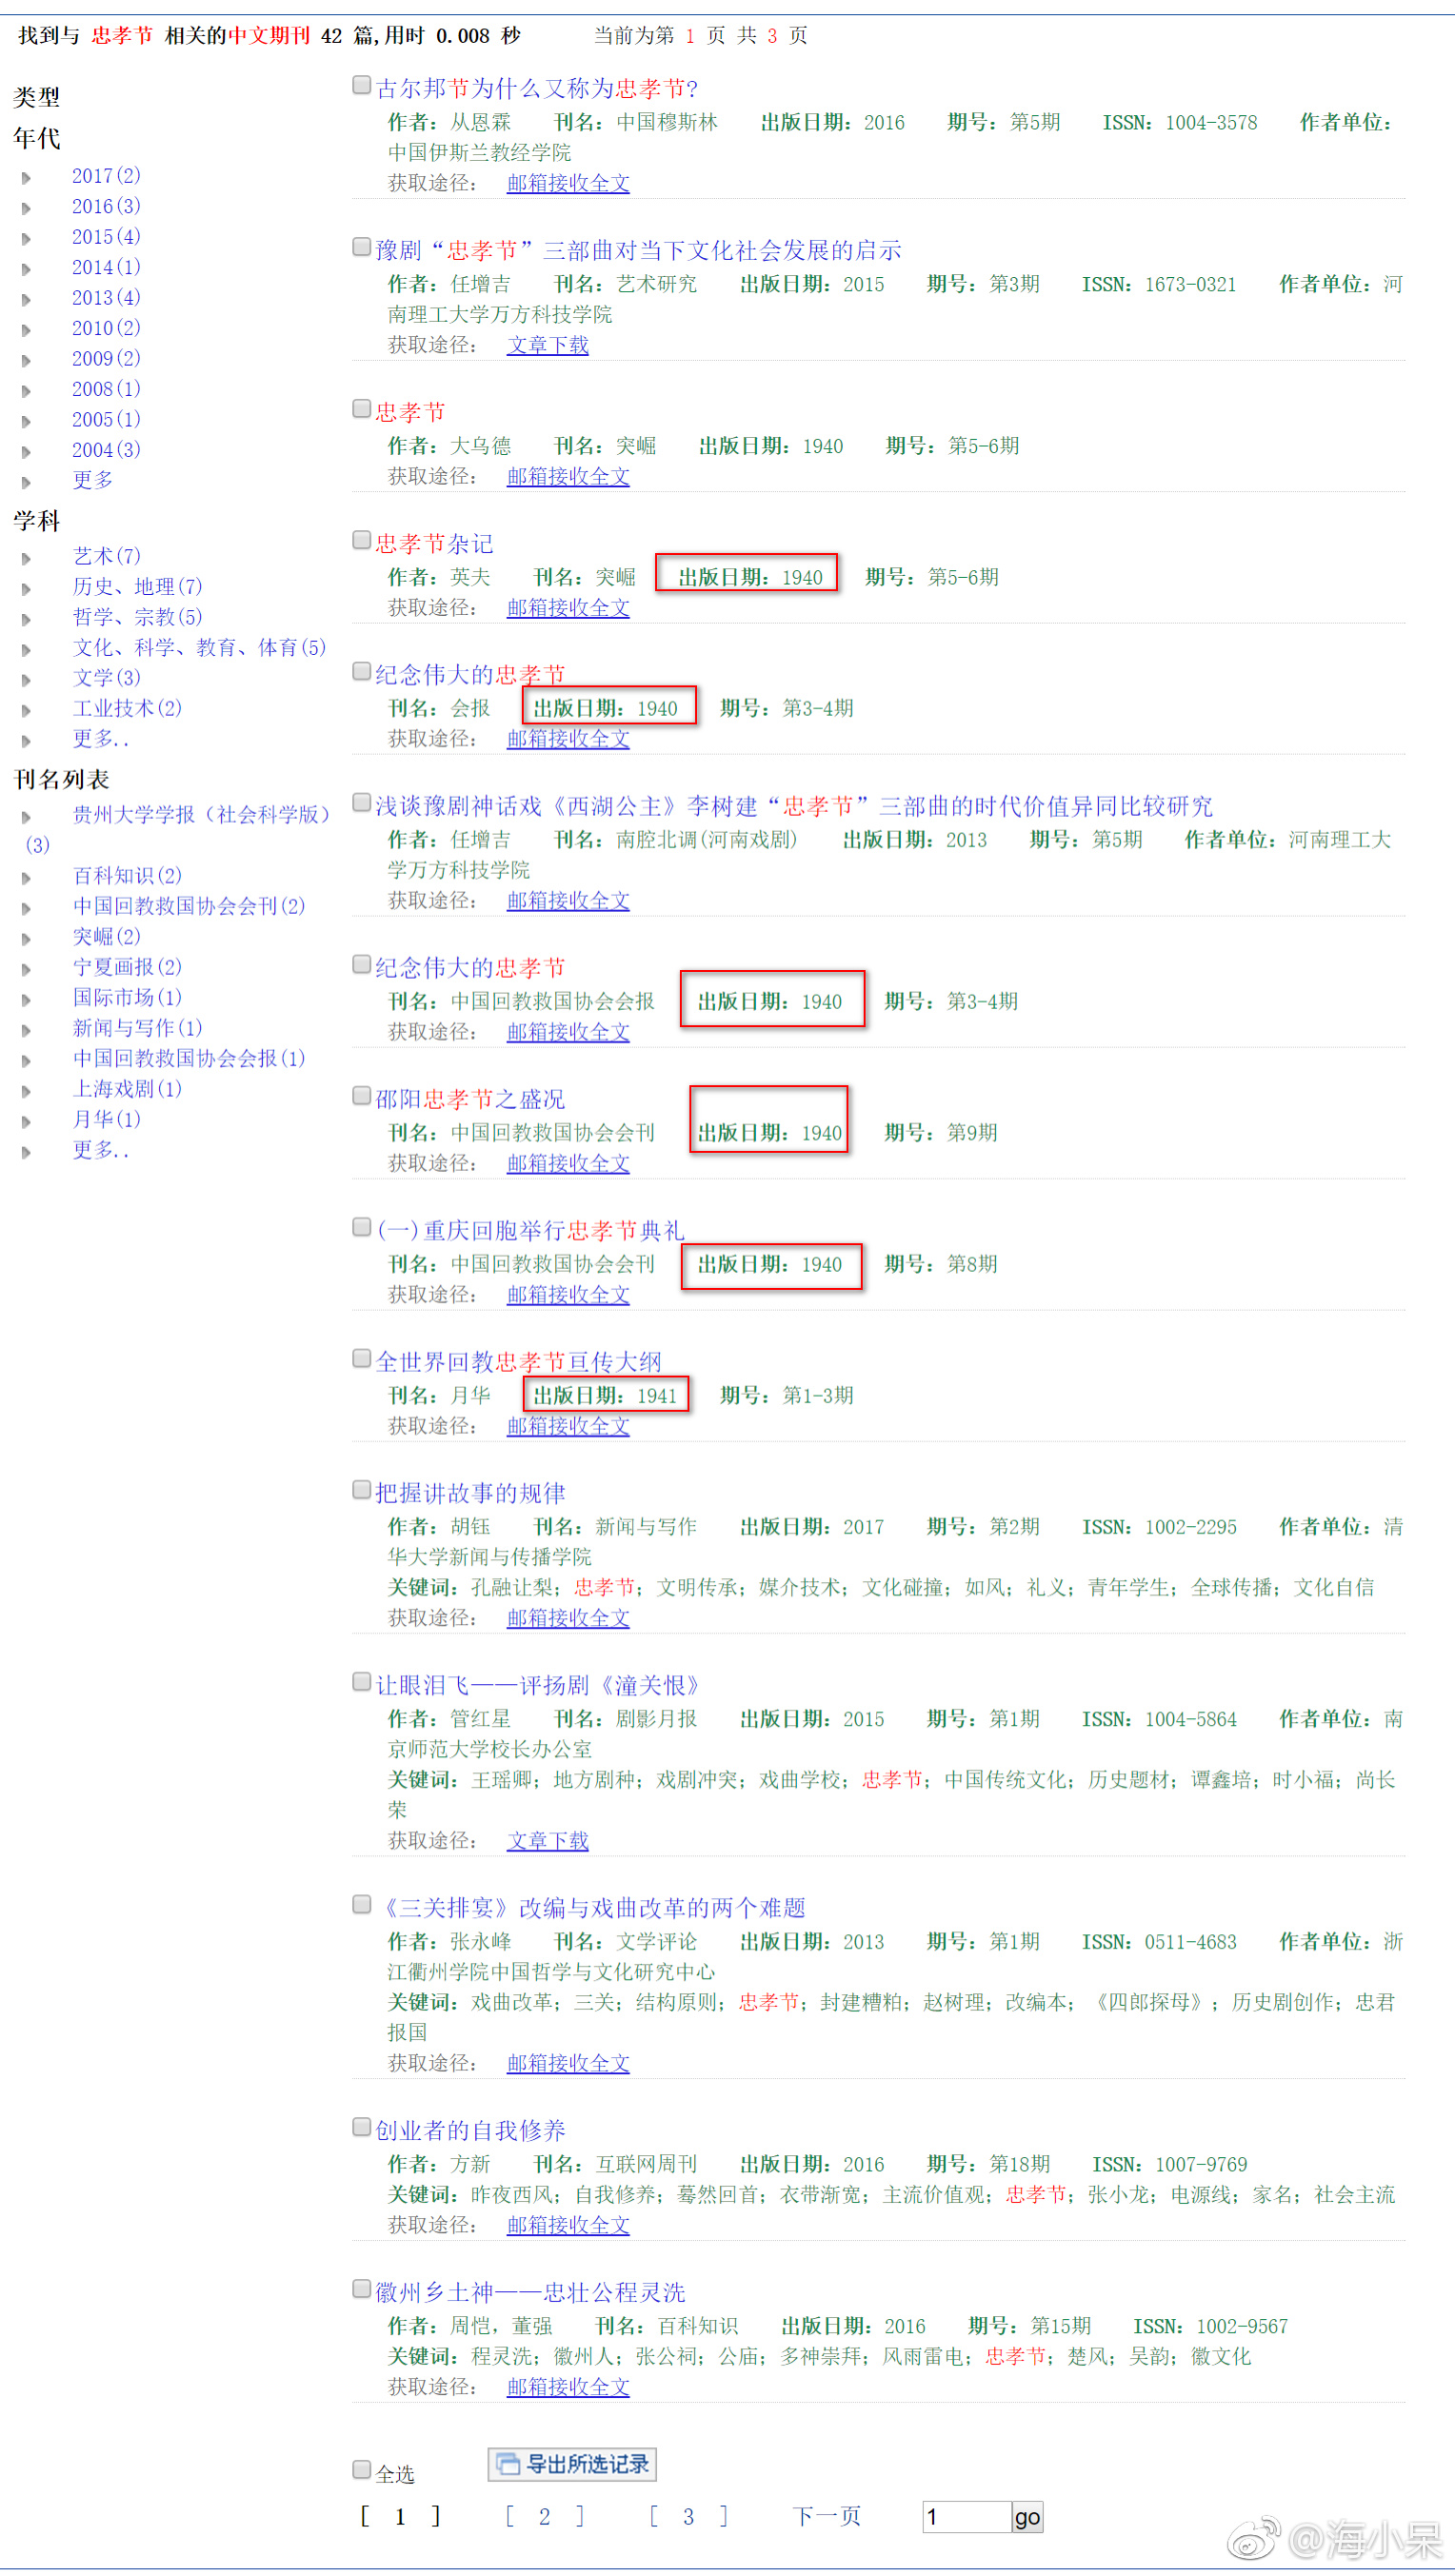 找到与 忠孝节 相关的中文期刊 42 篇,用时 0.008 秒 当前为第 1 页 共 3 页
类型
年代
2017(2)
2016(3)
2015(4)
2014(1)
2013(4)
2010(2)
2009(2)
2008(1)
2005(1)
2004(3)
更多
学科
艺术(7)
历史、地理(7)
哲学、宗教(5)
文化、科学、教育、体育(5)
文学(3)
工业技术(2)
更多..
刊名列表
贵州大学学报（社会科学版）
(3)
百科知识(2)
中国回教救国协会会刊(2)
突崛(2)
宁夏画报(2)
国际市场(1)
新闻与写作(1)
中国回教救国协会会报(1)
上海戏剧(1)
月华(1)
更多..
古尔邦节为什么又称为忠孝节?
作者：从恩霖 刊名：中国穆斯林 出版日期：2016 期号：第5期 ISSN：1004-3578 作者单位：
中国伊斯兰教经学院
获取途径： 邮箱接收全文
豫剧“忠孝节”三部曲对当下文化社会发展的启示
作者：任增吉 刊名：艺术研究 出版日期：2015 期号：第3期 ISSN：1673-0321 作者单位：河
南理工大学万方科技学院
获取途径： 文章下载
忠孝节
作者：大乌德 刊名：突崛 出版日期：1940 期号：第5-6期
获取途径： 邮箱接收全文
忠孝节杂记
作者：英夫 刊名：突崛 出版日期：1940 期号：第5-6期
获取途径： 邮箱接收全文
纪念伟大的忠孝节
刊名：会报 出版日期：1940 期号：第3-4期
获取途径： 邮箱接收全文
浅谈豫剧神话戏《西湖公主》李树建“忠孝节”三部曲的时代价值异同比较研究
作者：任增吉 刊名：南腔北调(河南戏剧) 出版日期：2013 期号：第5期 作者单位：河南理工大
学万方科技学院
获取途径： 邮箱接收全文
纪念伟大的忠孝节
刊名：中国回教救国协会会报 出版日期：1940 期号：第3-4期
获取途径： 邮箱接收全文
邵阳忠孝节之盛况
刊名：中国回教救国协会会刊 出版日期：1940 期号：第9期
获取途径： 邮箱接收全文
(一)重庆回胞举行忠孝节典礼
刊名：中国回教救国协会会刊 出版日期：1940 期号：第8期
获取途径： 邮箱接收全文
全世界回教忠孝节亘传大纲
刊名：月华 出版日期：1941 期号：第1-3期
获取途径： 邮箱接收全文
把握讲故事的规律
作者：胡钰 刊名：新闻与写作 出版日期：2017 期号：第2期 ISSN：1002-2295 作者单位：清
华大学新闻与传播学院
关键词：孔融让梨；忠孝节；文明传承；媒介技术；文化碰撞；如风；礼义；青年学生；全球传播；文化自信
获取途径： 邮箱接收全文
让眼泪飞——评扬剧《潼关恨》
作者：管红星 刊名：剧影月报 出版日期：2015 期号：第1期 ISSN：1004-5864 作者单位：南
京师范大学校长办公室
关键词：王瑶卿；地方剧种；戏剧冲突；戏曲学校；忠孝节；中国传统文化；历史题材；谭鑫培；时小福；尚长
荣
获取途径： 文章下载
《三关排宴》改编与戏曲改革的两个难题
作者：张永峰 刊名：文学评论 出版日期：2013 期号：第1期 ISSN：0511-4683 作者单位：浙
江衢州学院中国哲学与文化研究中心
关键词：戏曲改革；三关；结构原则；忠孝节；封建糟粕；赵树理；改编本；《四郎探母》；历史剧创作；忠君
报国
获取途径： 邮箱接收全文
创业者的自我修养
作者：方新 刊名：互联网周刊 出版日期：2016 期号：第18期 ISSN：1007-9769
关键词：昨夜西风；自我修养；蓦然回首；衣带渐宽；主流价值观；忠孝节；张小龙；电源线；家名；社会主流
获取途径： 邮箱接收全文
徽州乡土神——忠壮公程灵洗
作者：周恺，董强 刊名：百科知识 出版日期：2016 期号：第15期 ISSN：1002-9567
关键词：程灵洗；徽州人；张公祠；公庙；多神崇拜；风雨雷电；忠孝节；楚风；吴韵；徽文化
获取途径： 邮箱接收全文
全选 导出所选记录
[ 1 ] [ 2 ] [ 3 ] 下一页 1 go
@海小呆